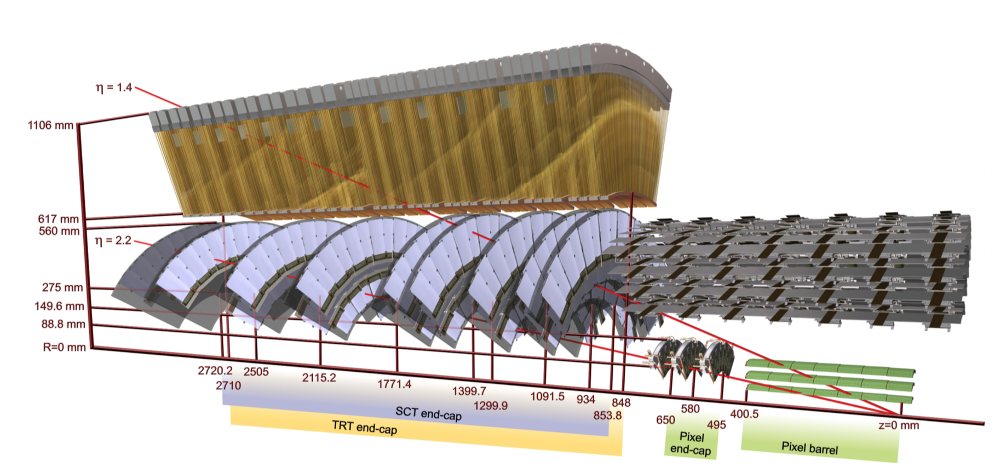 η = 1.4
1106 mm
617 mm
560 mm
η = 2.2
275 mm
149.6 mm
88.8 mm
R=0 mm
2720.2
2710
2505
2115.2
1771.4
1399.7
1299.9
1091.5
934
853.8
848
650
580
495
400.5
z=0 mm
SCT end-cap
TRT end-cap
Pixel
end-cap
Pixel barrel